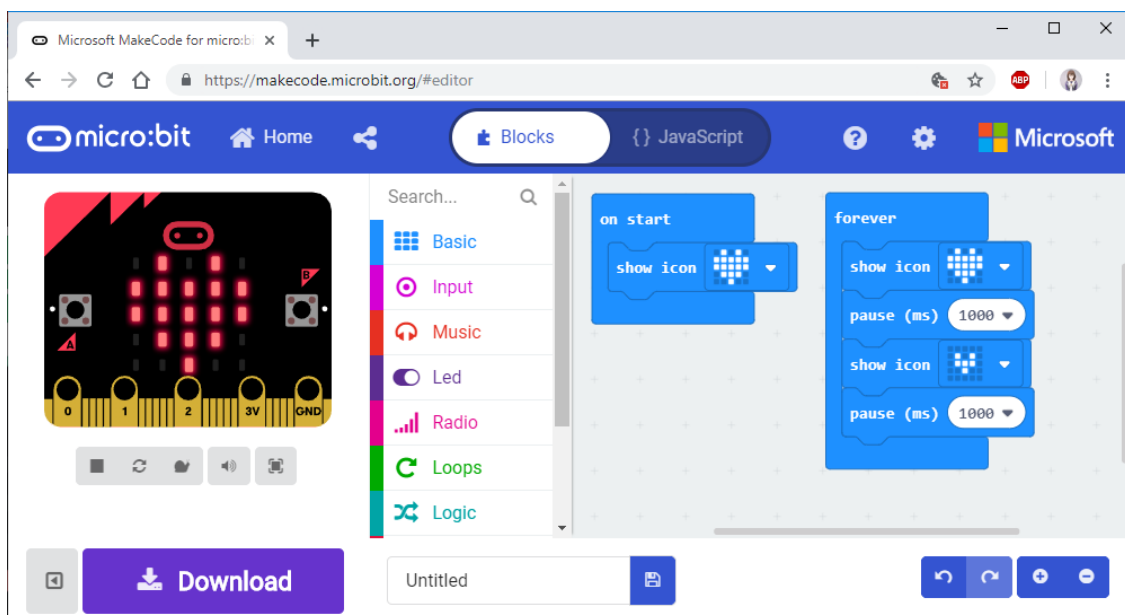 Microsoft MakeCode for micro:bi
https://makecode.microbit.org/#editor
ABP
micro:bit Home Blocks {} JavaScript ? Microsoft
Search...
Basic
Input
Music
Led
Radio
Loops
Logic
B
A
0 1 2 3V GND
on start
show icon
forever
show icon
pause (ms) 1000
show icon
pause (ms) 1000
Download
Untitled